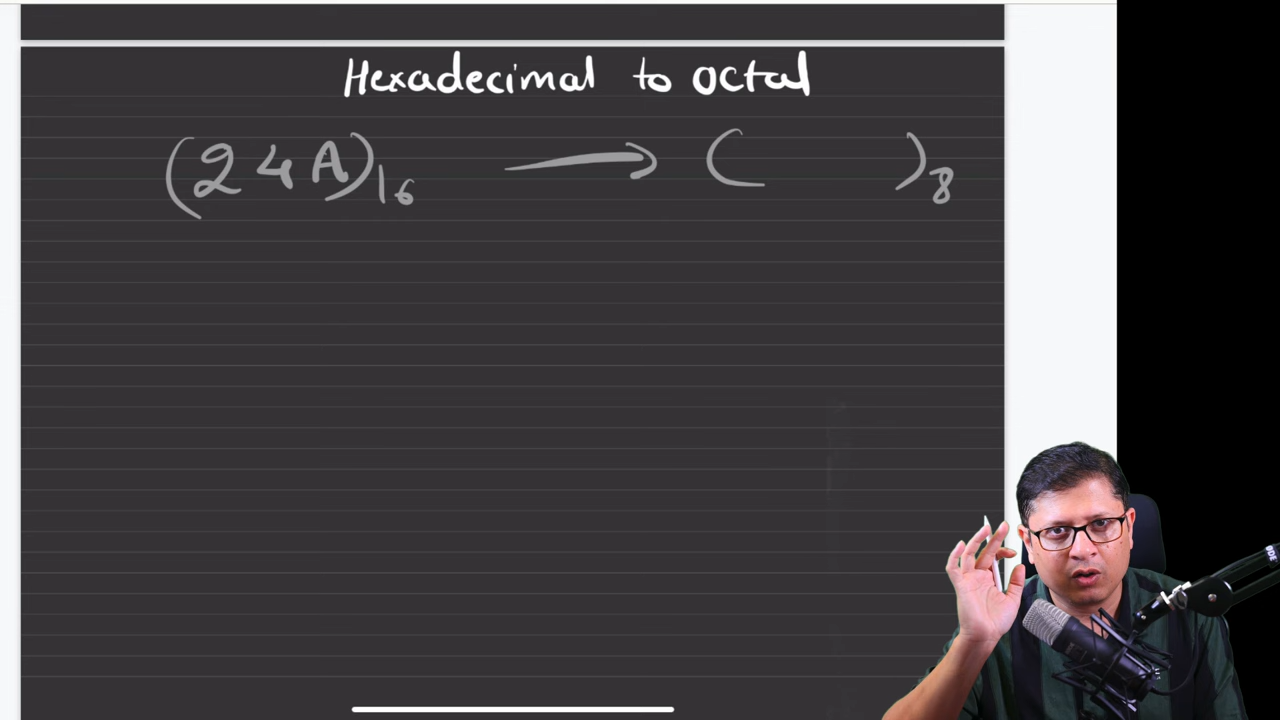 Hexadecimal to octal
(24A)16 → ( )8